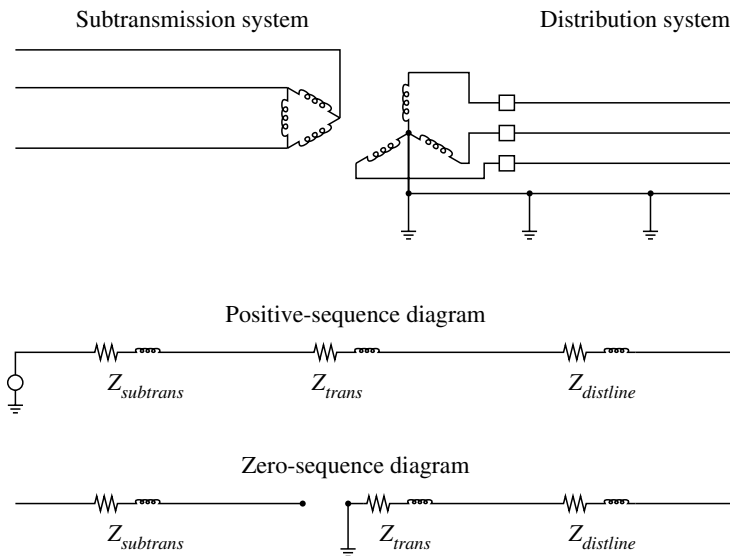 Subtransmission system
Distribution system
Positive-sequence diagram
Zsubtrans
Ztrans
Zdistline
Zero-sequence diagram
Zsubtrans
Ztrans
Zdistline